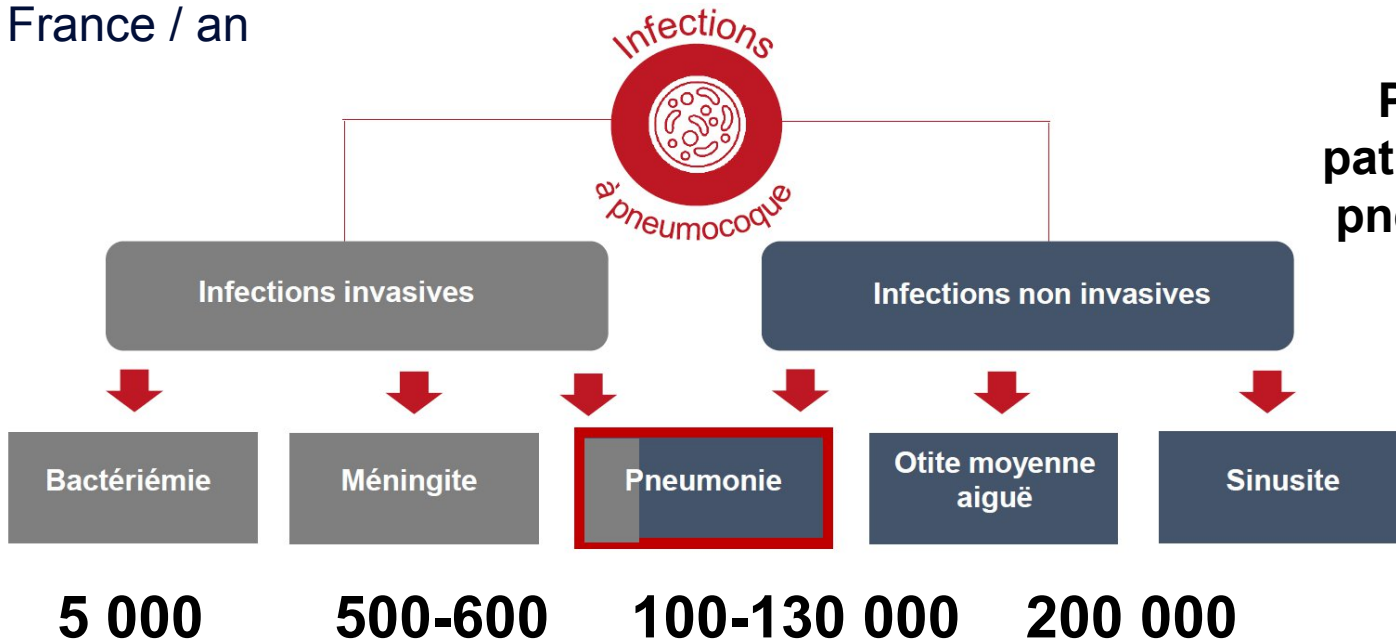 France / an
Infections
à pneumocoque
Infections invasives
Infections non invasives
Bactériémie
Méningite
Pneumonie
Otite moyenne
aiguë
Sinusite
5 000
500-600
100-130 000
200 000